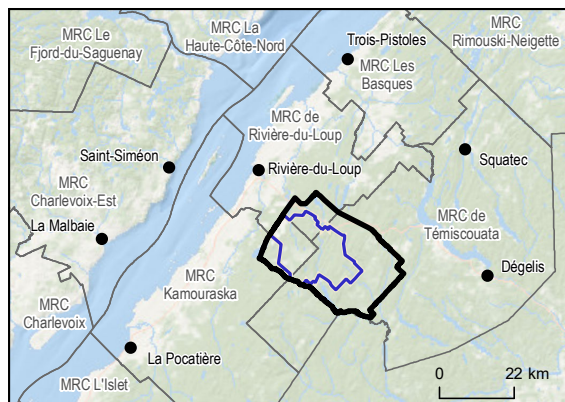 MRC Le
Fjord-du-Saguenay
MRC La
Haute-Côte-Nord
Trois-Pistoles
MRC
Rimouski-Neigette
MRC Les
Basques
MRC de
Rivière-du-Loup
Saint-Siméon
Rivière-du-Loup
Squatec
MRC
Charlevoix-Est
La Malbaie
MRC de
Témiscouata
MRC
Kamouraska
Dégelis
MRC
Charlevoix
La Pocatière
MRC L'Islet
0 22 km